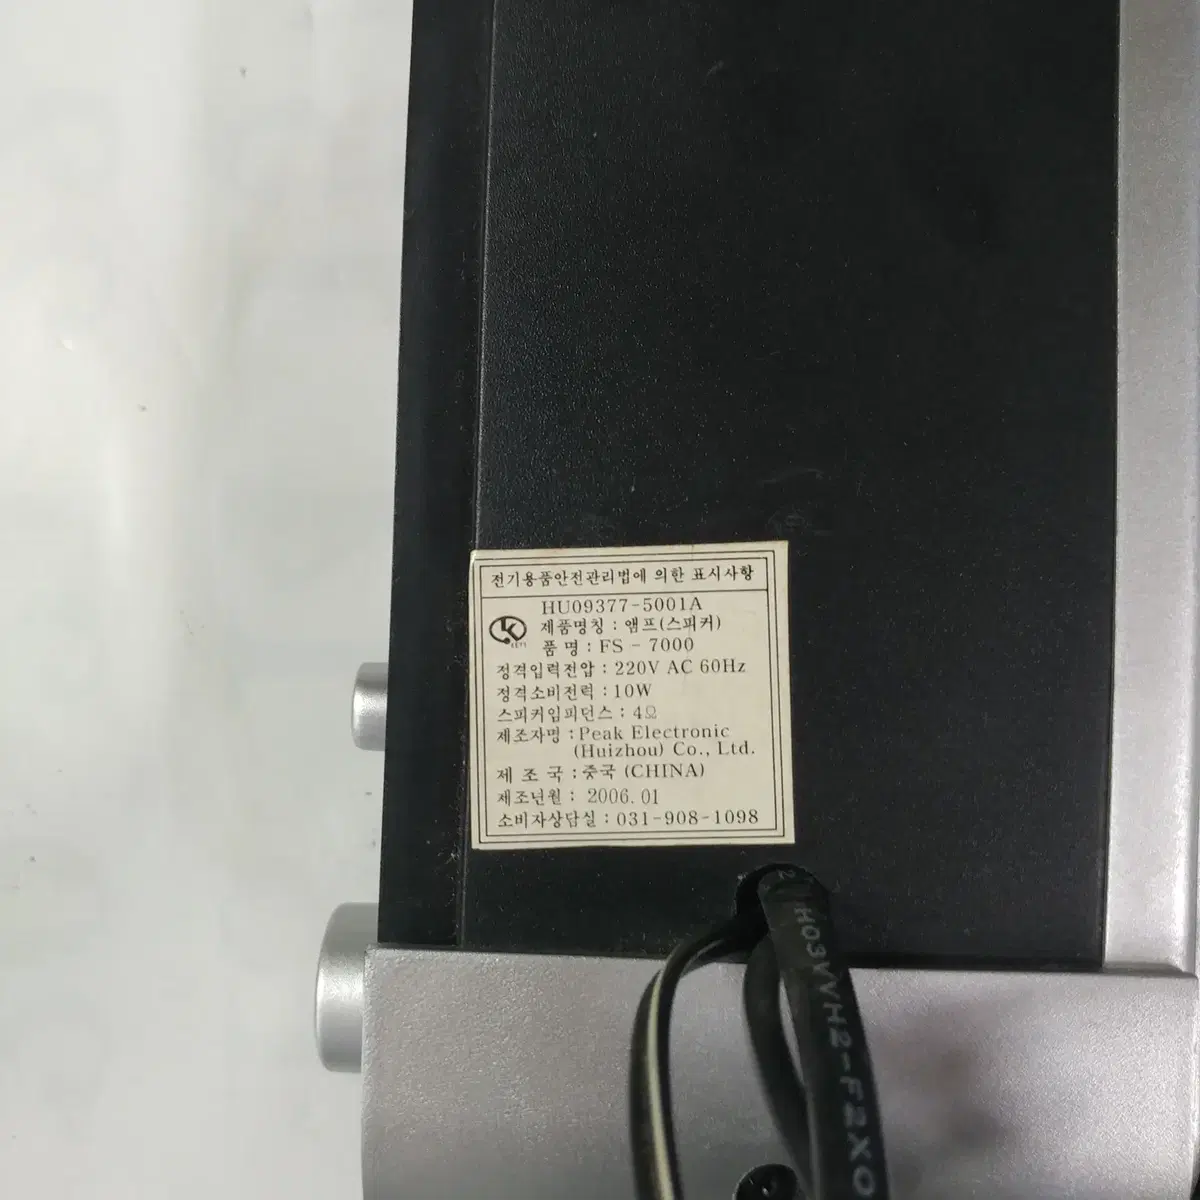 전기용품안전관리법에 의한 표시사항
HU09377-5001A
제품명칭 : 앰프(스피커)
품 명 : FS - 7000
정격입력전압 : 220V AC 60Hz
정격소비전력 : 10W
스피커임피던스 : 4Ω
제조자명 : Peak Electronic
(Huizhou) Co., Ltd.
제 조 국 : 중국 (CHINA)
제조년월 : 2006. 01
소비자상담실 : 031-908-1098
H03VVH2-F2X0